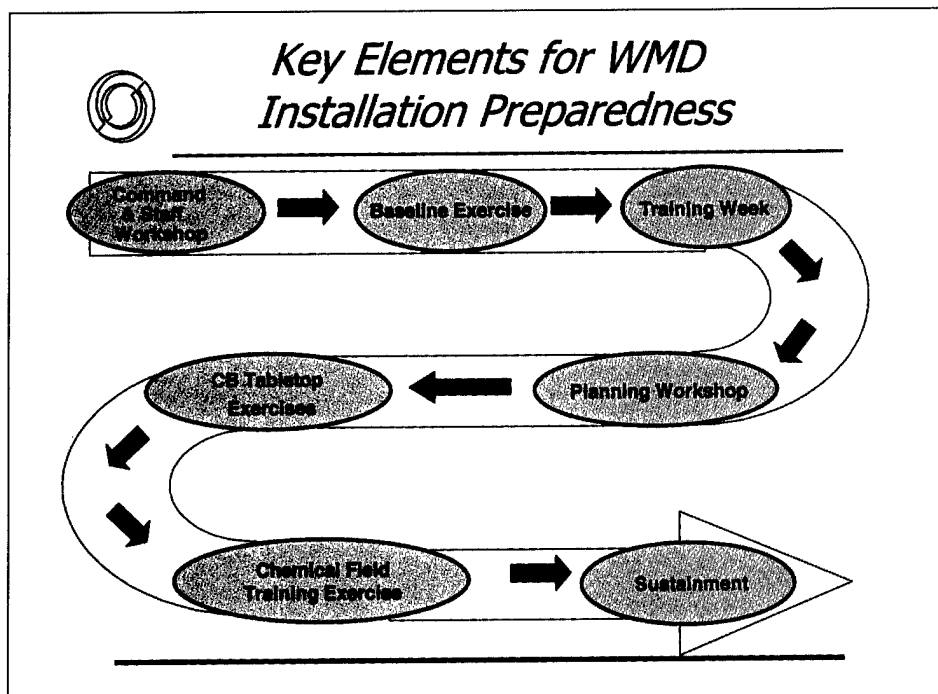 Key Elements for WMD
Installation Preparedness
Command
& Staff
Workshop
Baseline Exercise
Training Week
Planning Workshop
CB Tabletop
Exercises
Chemical Field
Training Exercise
Sustainment